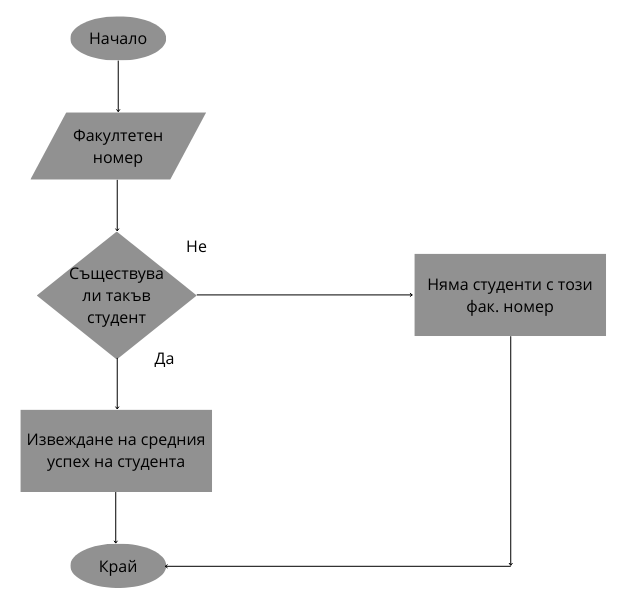 Начало
Факултетен
номер
Не
Съществува
ли такъв
студент
Няма студенти с този
фак. номер
Да
Извеждане на средния
успех на студента
Край